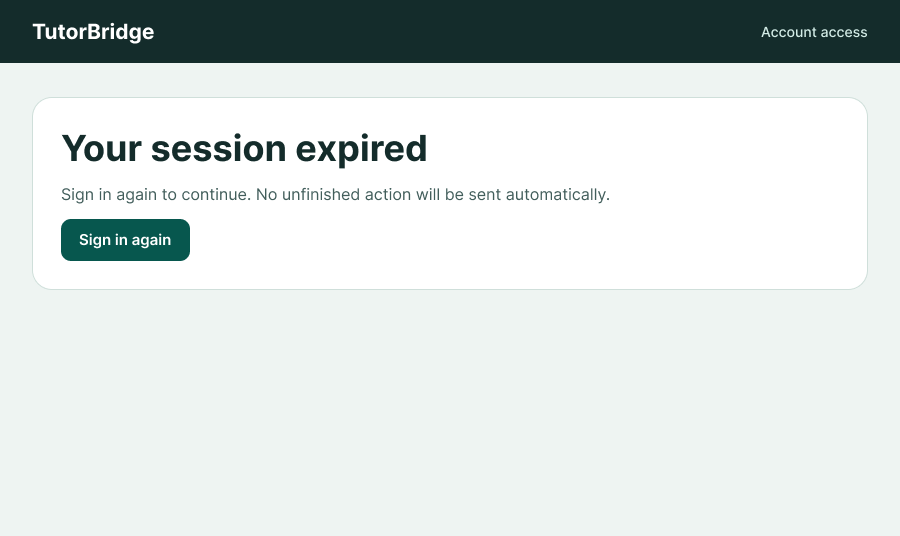 TutorBridge
Account access
Your session expired
Sign in again to continue. No unfinished action will be sent automatically.
Sign in again